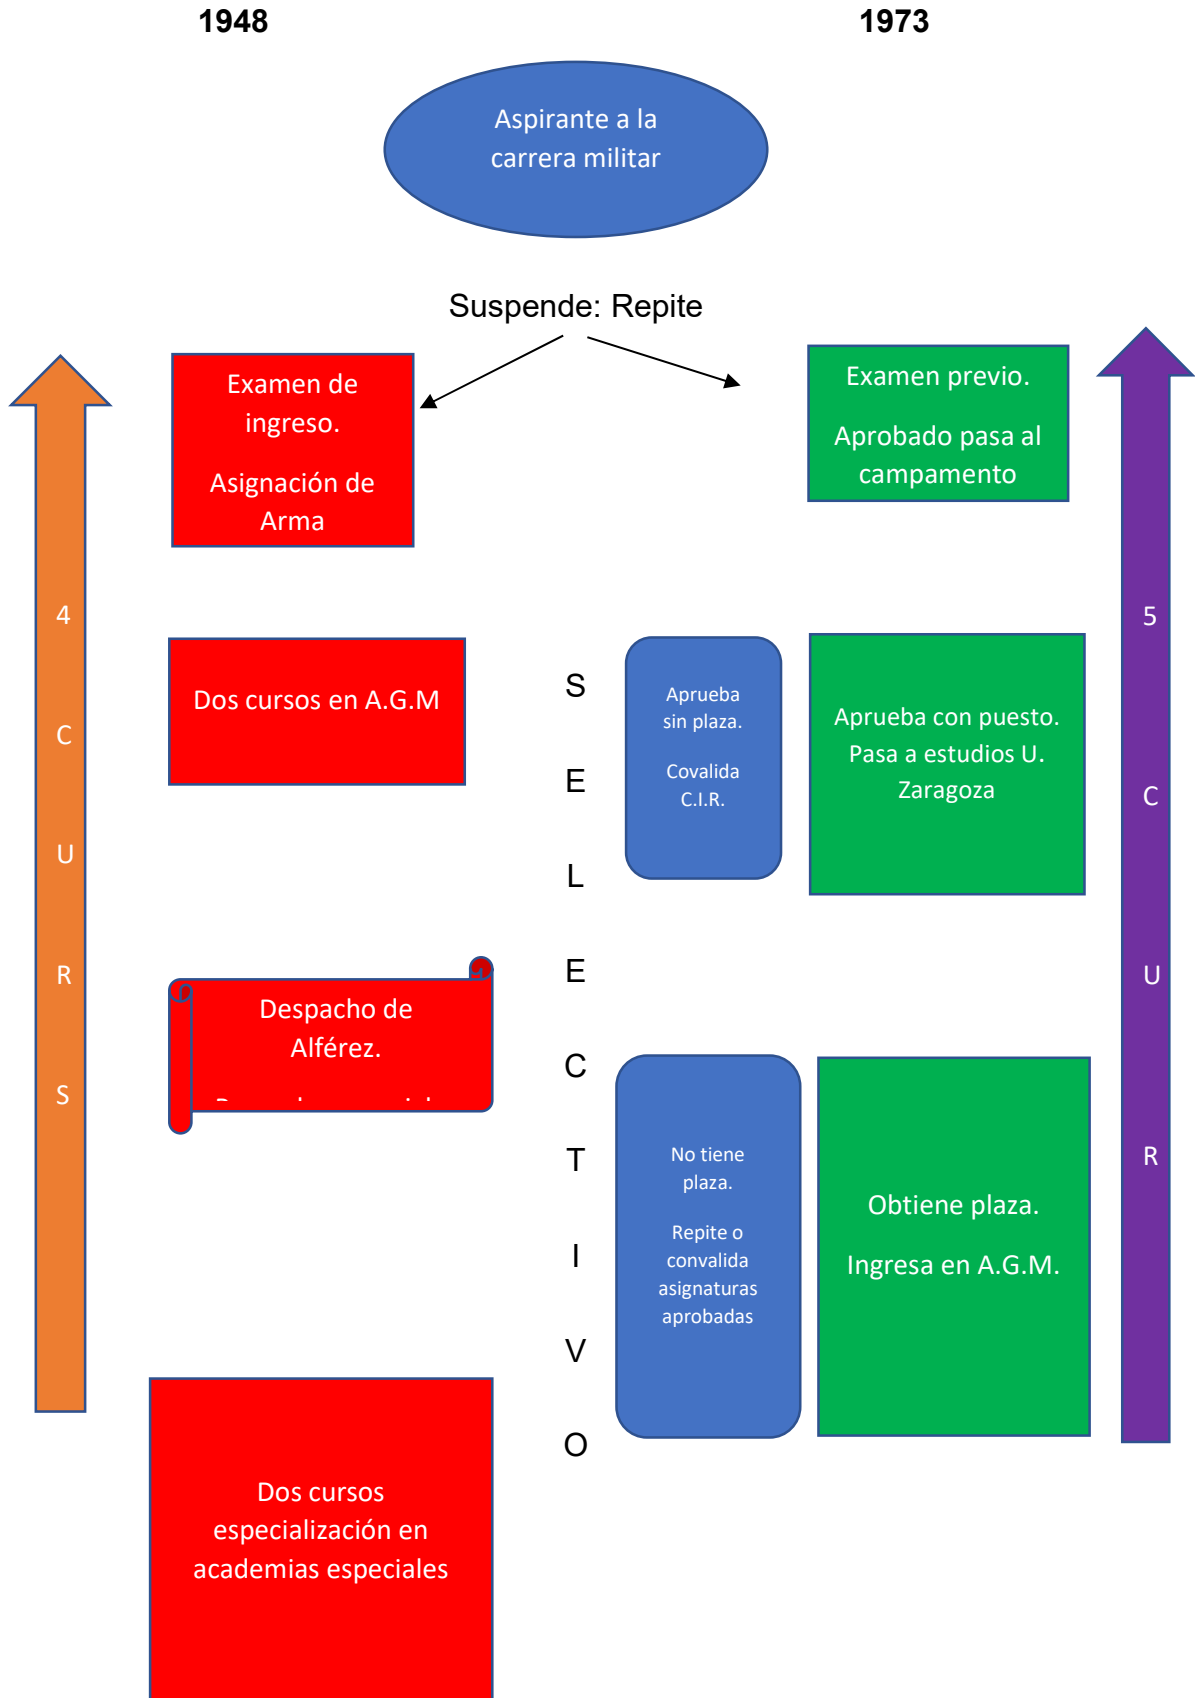 1948
1973
Aspirante a la
carrera militar
Suspende: Repite
Examen de
ingreso.
Asignación de
Arma
Examen previo.
Aprobado pasa al
campamento
4
C
U
R
S
Dos cursos en A.G.M
Despacho de
Alférez.
Dos cursos
especialización en
academias especiales
S
E
L
E
C
T
I
V
O
Aprueba
sin plaza.
Covalida
C.I.R.
Aprueba con puesto.
Pasa a estudios U.
Zaragoza
No tiene
plaza.
Repite o
convalida
asignaturas
aprobadas
Obtiene plaza.
Ingresa en A.G.M.
5
C
U
R